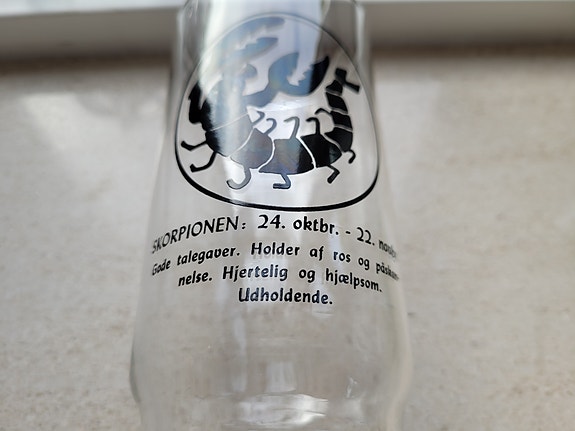 SKORPIONEN: 24. oktbr. - 22.
Gode talegaver. Holder af ros og
nelse. Hjertelig og hjælpsom.
Udholdende.